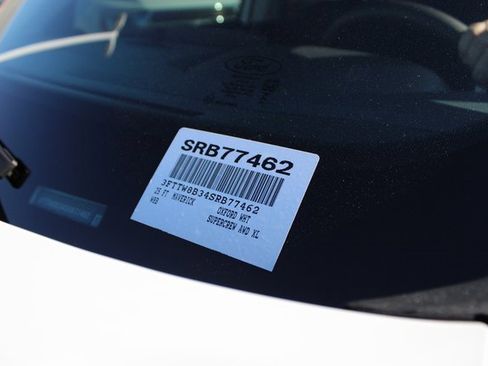 SRB77462
3FTTW8B34SRB77462
25 FT MAVERICK OXFORD WHT
W8B SUPERCREW AWD XL